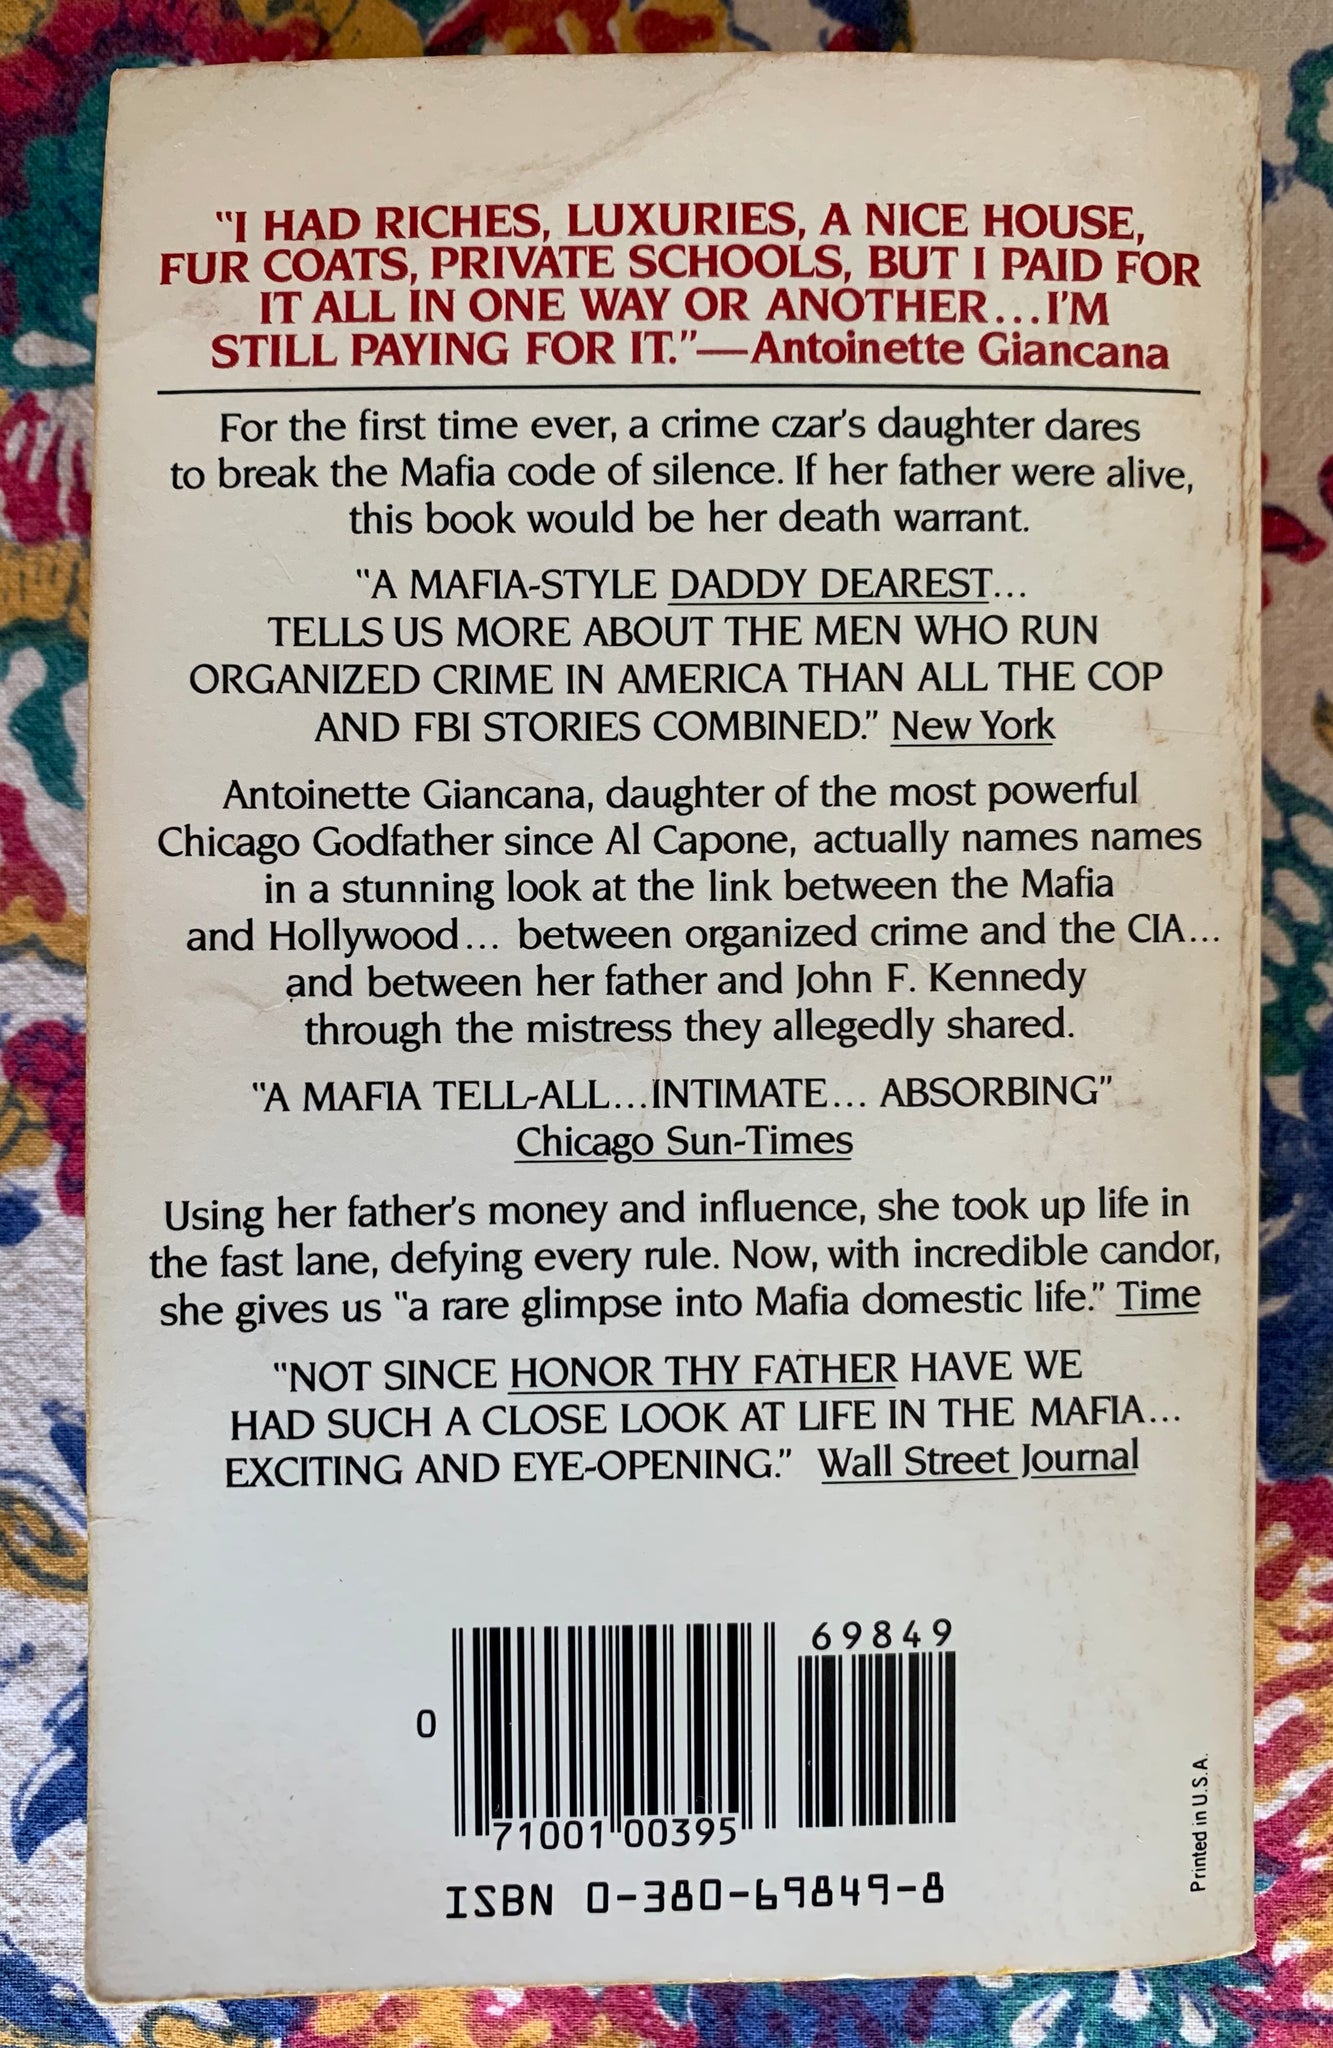 "I HAD RICHES, LUXURIES, A NICE HOUSE,
FUR COATS, PRIVATE SCHOOLS, BUT I PAID FOR
IT ALL IN ONE WAY OR ANOTHER...I'M
STILL PAYING FOR IT."—Antoinette Giancana
For the first time ever, a crime czar's daughter dares
to break the Mafia code of silence. If her father were alive,
this book would be her death warrant.
"A MAFIA-STYLE DADDY DEAREST...
TELLS US MORE ABOUT THE MEN WHO RUN
ORGANIZED CRIME IN AMERICA THAN ALL THE COP
AND FBI STORIES COMBINED." New York
Antoinette Giancana, daughter of the most powerful
Chicago Godfather since Al Capone, actually names names
in a stunning look at the link between the Mafia
and Hollywood... between organized crime and the CIA...
and between her father and John F. Kennedy
through the mistress they allegedly shared.
"A MAFIA TELL-ALL...INTIMATE... ABSORBING"
Chicago Sun-Times
Using her father's money and influence, she took up life in
the fast lane, defying every rule. Now, with incredible candor,
she gives us "a rare glimpse into Mafia domestic life." Time
"NOT SINCE HONOR THY FATHER HAVE WE
HAD SUCH A CLOSE LOOK AT LIFE IN THE MAFIA...
EXCITING AND EYE-OPENING." Wall Street Journal
69849
0
71001 00395
ISBN 0-380-69849-8
Printed in U.S.A.